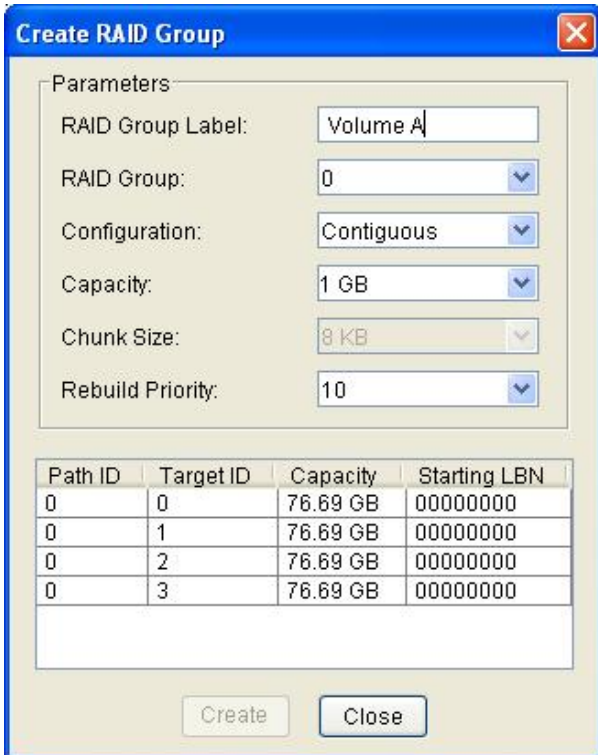 Create RAID Group
Parameters
RAID Group Label: Volume A
RAID Group: 0
Configuration: Contiguous
Capacity: 1 GB
Chunk Size: 8 KB
Rebuild Priority: 10
Path ID Target ID Capacity Starting LBN
0 0 76.69 GB 00000000
0 1 76.69 GB 00000000
0 2 76.69 GB 00000000
0 3 76.69 GB 00000000
Create Close